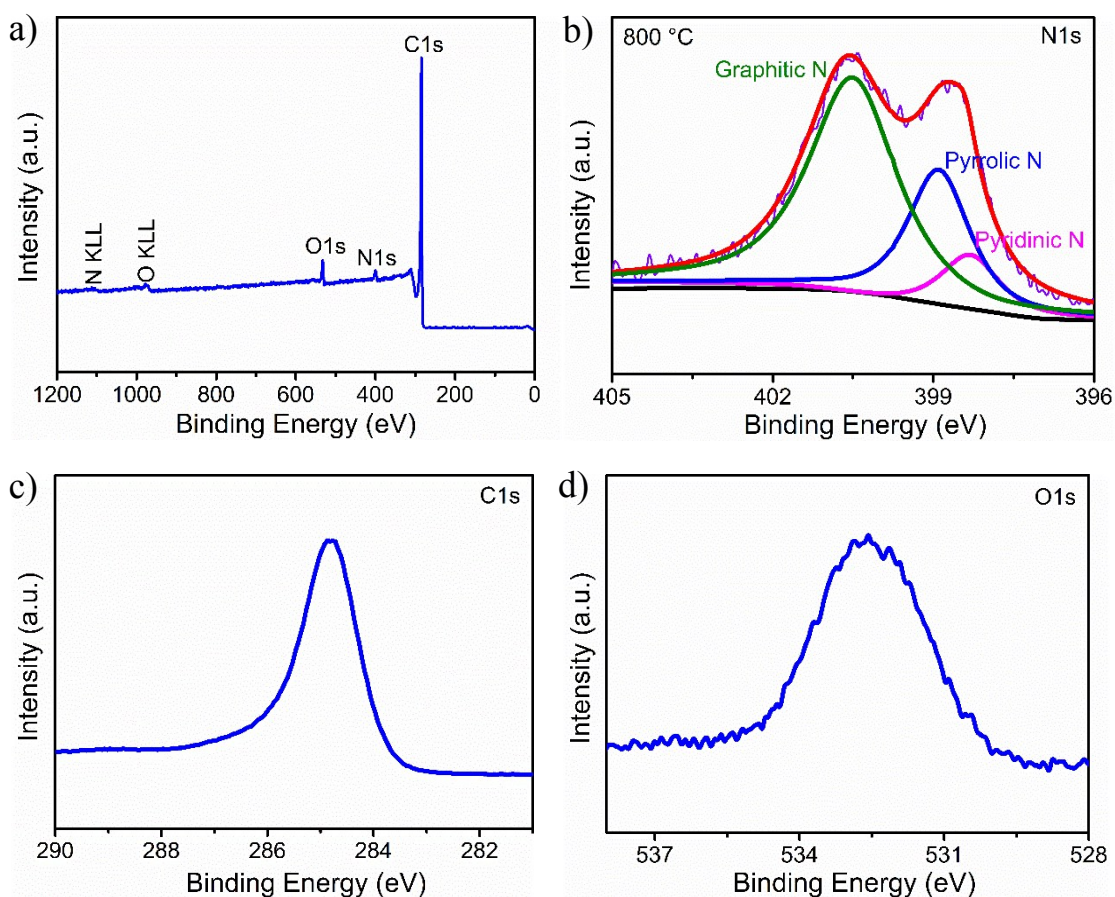 a)
C1s
N KLL
O KLL
O1s
N1s
Intensity (a.u.)
1200 1000 800 600 400 200 0
Binding Energy (eV)
b)
800 °C
N1s
Graphitic N
Pyrrolic N
Pyridinic N
Intensity (a.u.)
405 402 399 396
Binding Energy (eV)
c)
C1s
Intensity (a.u.)
290 288 286 284 282
Binding Energy (eV)
d)
O1s
Intensity (a.u.)
537 534 531 528
Binding Energy (eV)